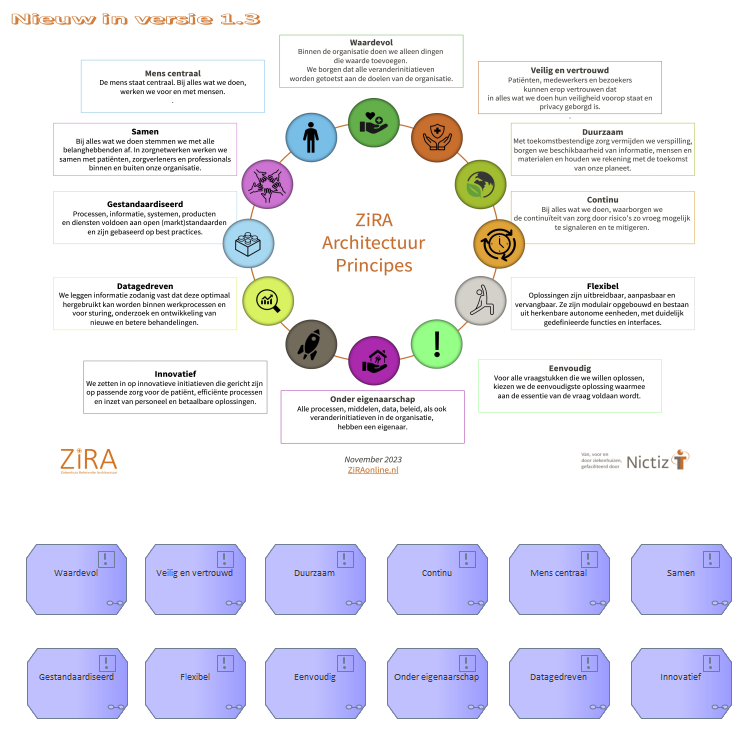 Nieuw in versie 1.3
Waardevol
Binnen de organisatie doen we alleen dingen
die waarde toevoegen.
We borgen dat alle veranderinitiatieven
worden getoetst aan de doelen van de organisatie.
Mens centraal
De mens staat centraal. Bij alles wat we doen,
werken we voor en met mensen.
.
Veilig en vertrouwd
Patiënten, medewerkers en bezoekers
kunnen erop vertrouwen dat
in alles wat we doen hun veiligheid voorop staat en
privacy geborgd is.
.
Samen
Bij alles wat we doen stemmen we met alle
belanghebbenden af. In zorgnetwerken werken we
samen met patiënten, zorgverleners en professionals
binnen en buiten onze organisatie.
Duurzaam
Met toekomstbestendige zorg vermijden we verspilling,
borgen we beschikbaarheid van informatie, mensen en
materialen en houden we rekening met de toekomst
van onze planeet.
Gestandaardiseerd
Processen, informatie, systemen, producten
en diensten voldoen aan open (markt)standaarden
en zijn gebaseerd op best practices.
ZiRA
Architectuur
Principes
Continu
Bij alles wat we doen, waarborgen we
de continuïteit van zorg door risico's zo vroeg mogelijk
te signaleren en te mitigeren.
Datagedreven
We leggen informatie zodanig vast dat deze optimaal
hergebruikt kan worden binnen werkprocessen en
voor sturing, onderzoek en ontwikkeling van
nieuwe en betere behandelingen.
Flexibel
Oplossingen zijn uitbreidbaar, aanpasbaar en
vervangbaar. Ze zijn modulair opgebouwd en bestaan
uit herkenbare autonome eenheden, met duidelijk
gedefinieerde functies en interfaces.
Innovatief
We zetten in op innovatieve initiatieven die gericht zijn
op passende zorg voor de patiënt, efficiënte processen
en inzet van personeel en betaalbare oplossingen.
Eenvoudig
Voor alle vraagstukken die we willen oplossen,
kiezen we de eenvoudigste oplossing waarmee
aan de essentie van de vraag voldaan wordt.
Onder eigenaarschap
Alle processen, middelen, data, beleid, als ook
veranderinitiatieven in de organisatie,
hebben een eigenaar.
ZiRA
Ziekenhuis Referentie Architectuur
November 2023
ZiRAonline.nl
Van, voor en
door ziekenhuizen,
gefaciliteerd door
Nictiz
Waardevol
Veilig en vertrouwd
Duurzaam
Continu
Mens centraal
Samen
Gestandaardiseerd
Flexibel
Eenvoudig
Onder eigenaarschap
Datagedreven
Innovatief